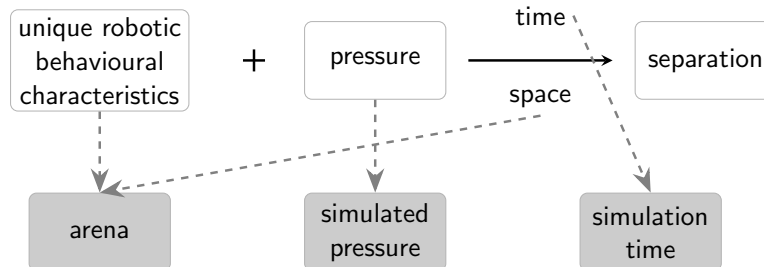 unique robotic
behavioural
characteristics
+
pressure
time
space
separation
arena
simulated
pressure
simulation
time